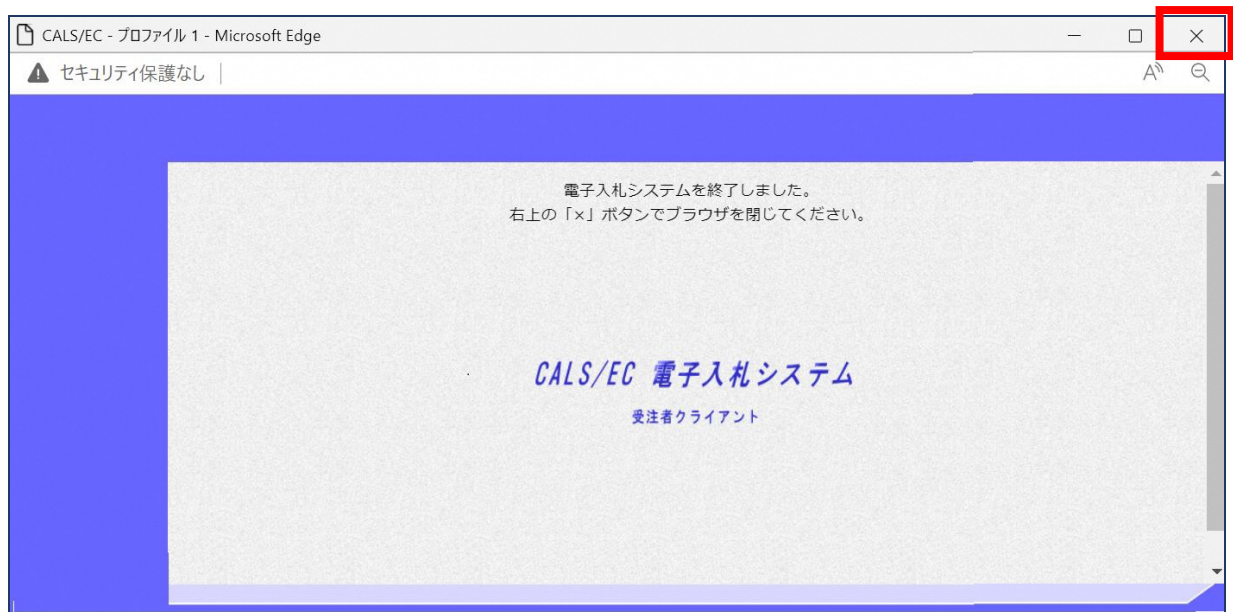 CALS/EC - プロファイル 1 - Microsoft Edge
セキュリティ保護なし
電子入札システムを終了しました。
右上の「×」ボタンでブラウザを閉じてください。
CALS/EC 電子入札システム
受注者クライアント